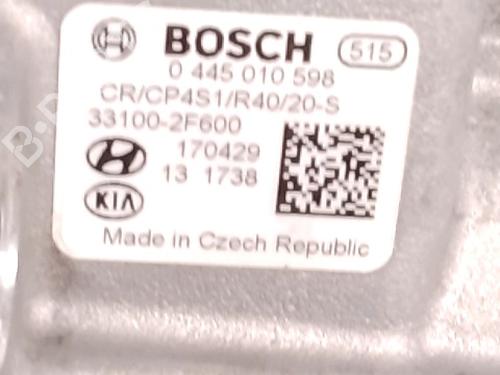 BOSCH 515
0 445 010 598
CR/CP4S1/R40/20-S
33100-2F600
170429
13 1738
KIA
Made in Czech Republic